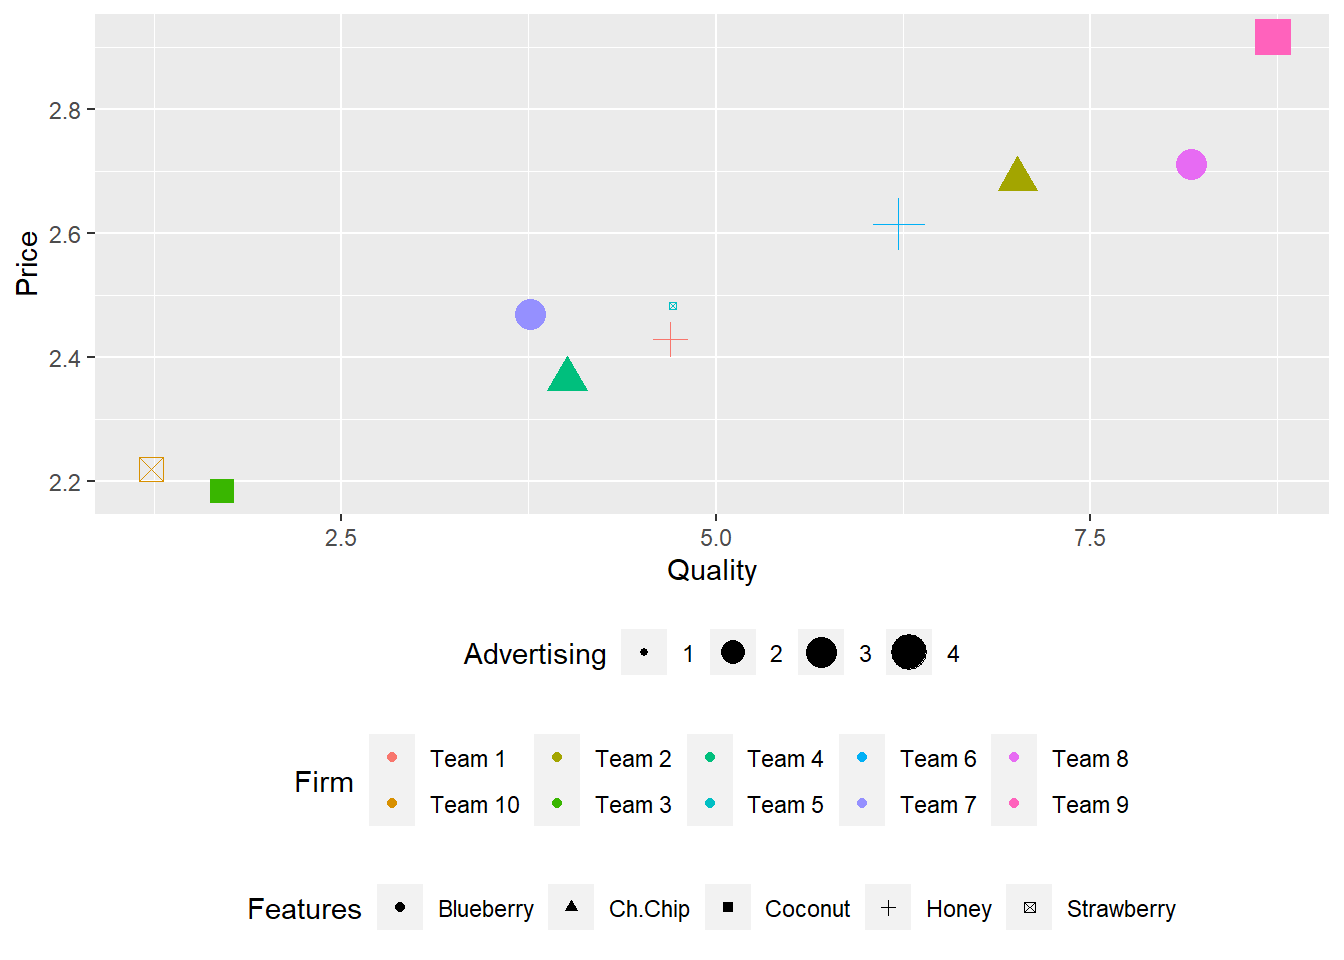 2.8
2.6
2.4
2.2
Price
2.5 5.0 7.5
Quality
Advertising 1 2 3 4
Firm
Team 1 Team 2 Team 4 Team 6 Team 8
Team 10 Team 3 Team 5 Team 7 Team 9
Features Blueberry Ch.Chip Coconut Honey Strawberry